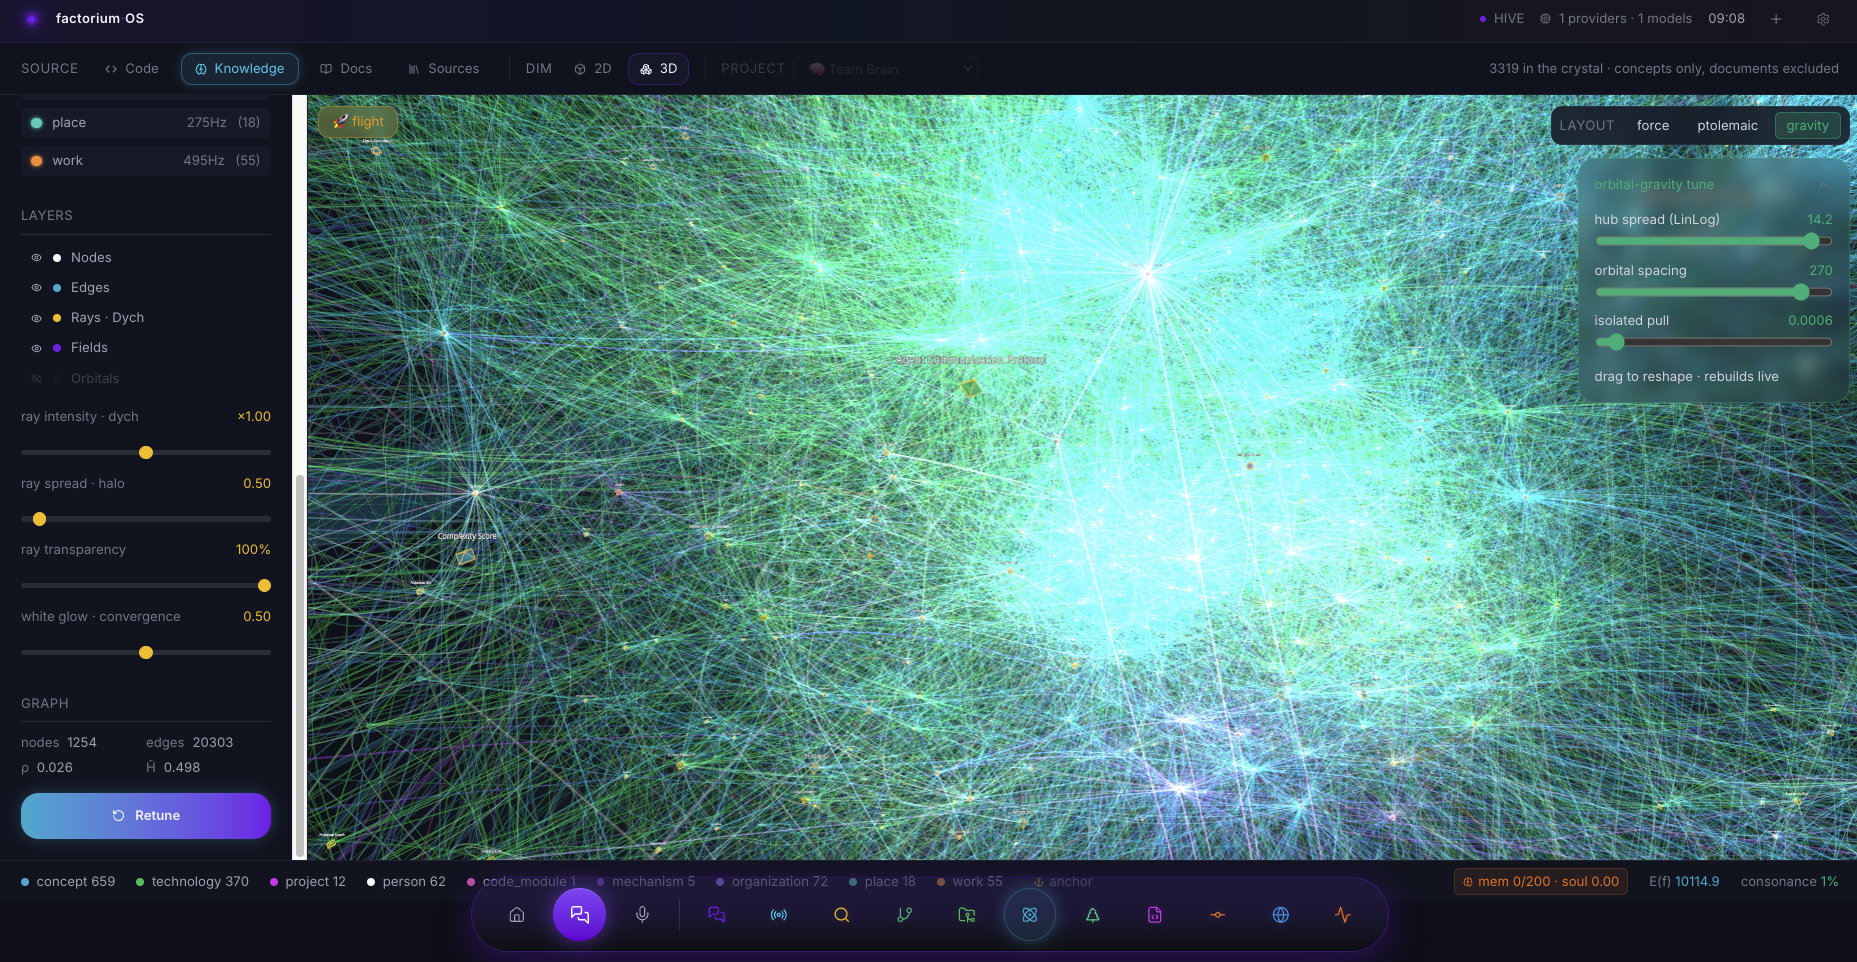 factorium·OS
HIVE
1 providers · 1 models
09:08
SOURCE
Code
Knowledge
Docs
Sources
DIM
2D
3D
PROJECT
Team Brain
3319 in the crystal · concepts only, documents excluded
place 275Hz (18)
work 495Hz (55)
LAYERS
Nodes
Edges
Rays · Dych
Fields
Orbitals
ray intensity · dych ×1.00
ray spread · halo 0.50
ray transparency 100%
white glow · convergence 0.50
GRAPH
nodes 1254 edges 20303
ρ 0.026 H̄ 0.498
Retune
flight
LAYOUT force ptolemaic gravity
orbital-gravity tune
hub spread (LinLog) 14.2
orbital spacing 270
isolated pull 0.0006
drag to reshape · rebuilds live
Agent Communication Protocol
Complexity Score
concept 659
technology 370
project 12
person 62
code_module 1
mechanism 5
organization 72
place 18
work 55
anchor
mem 0/200 · soul 0.00
E(f) 10114.9
consonance 1%